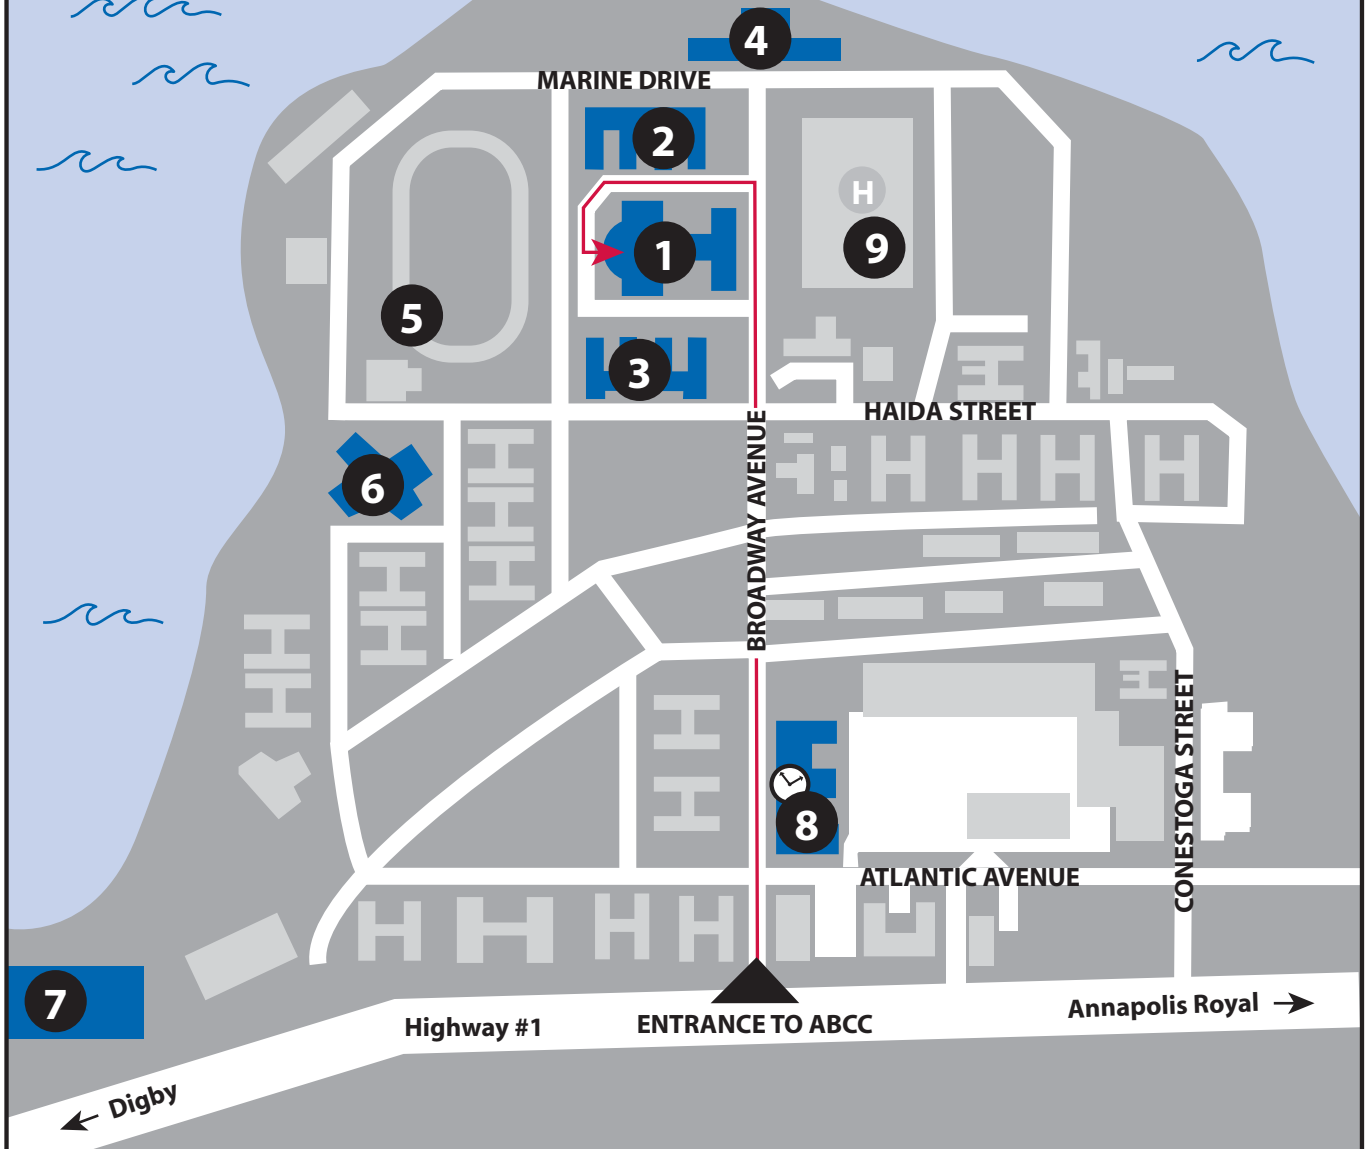 4
MARINE DRIVE
2
H
1
9
5
3
HAIDA STREET
BROADWAY AVENUE
6
CONESTOGA STREET
8
ATLANTIC AVENUE
7
Highway #1
ENTRANCE TO ABCC
Annapolis Royal
Digby